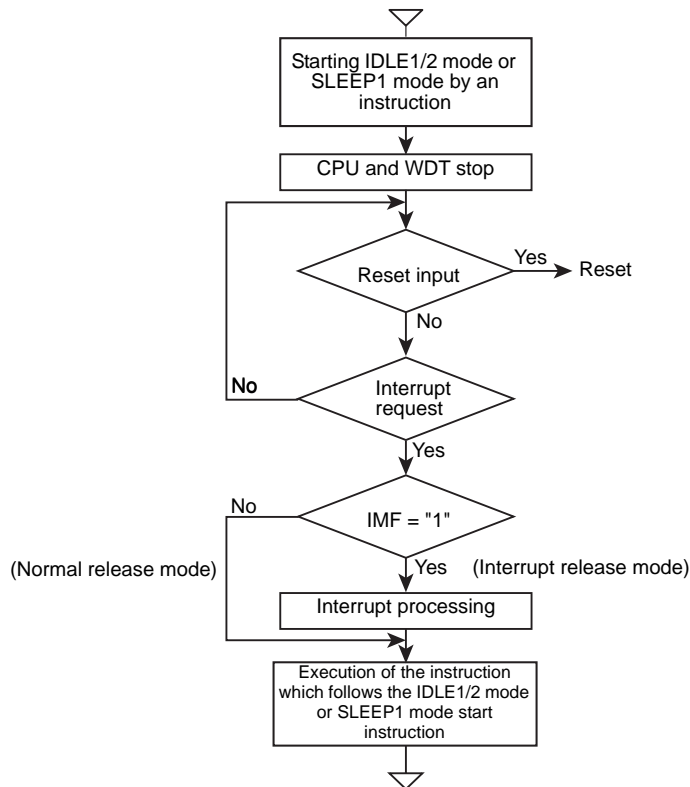 Starting IDLE1/2 mode or
SLEEP1 mode by an
instruction
CPU and WDT stop
Reset input
Yes
Reset
No
Interrupt
request
No
Yes
IMF = "1"
No
(Normal release mode)
Yes
(Interrupt release mode)
Interrupt processing
Execution of the instruction
which follows the IDLE1/2 mode
or SLEEP1 mode start
instruction